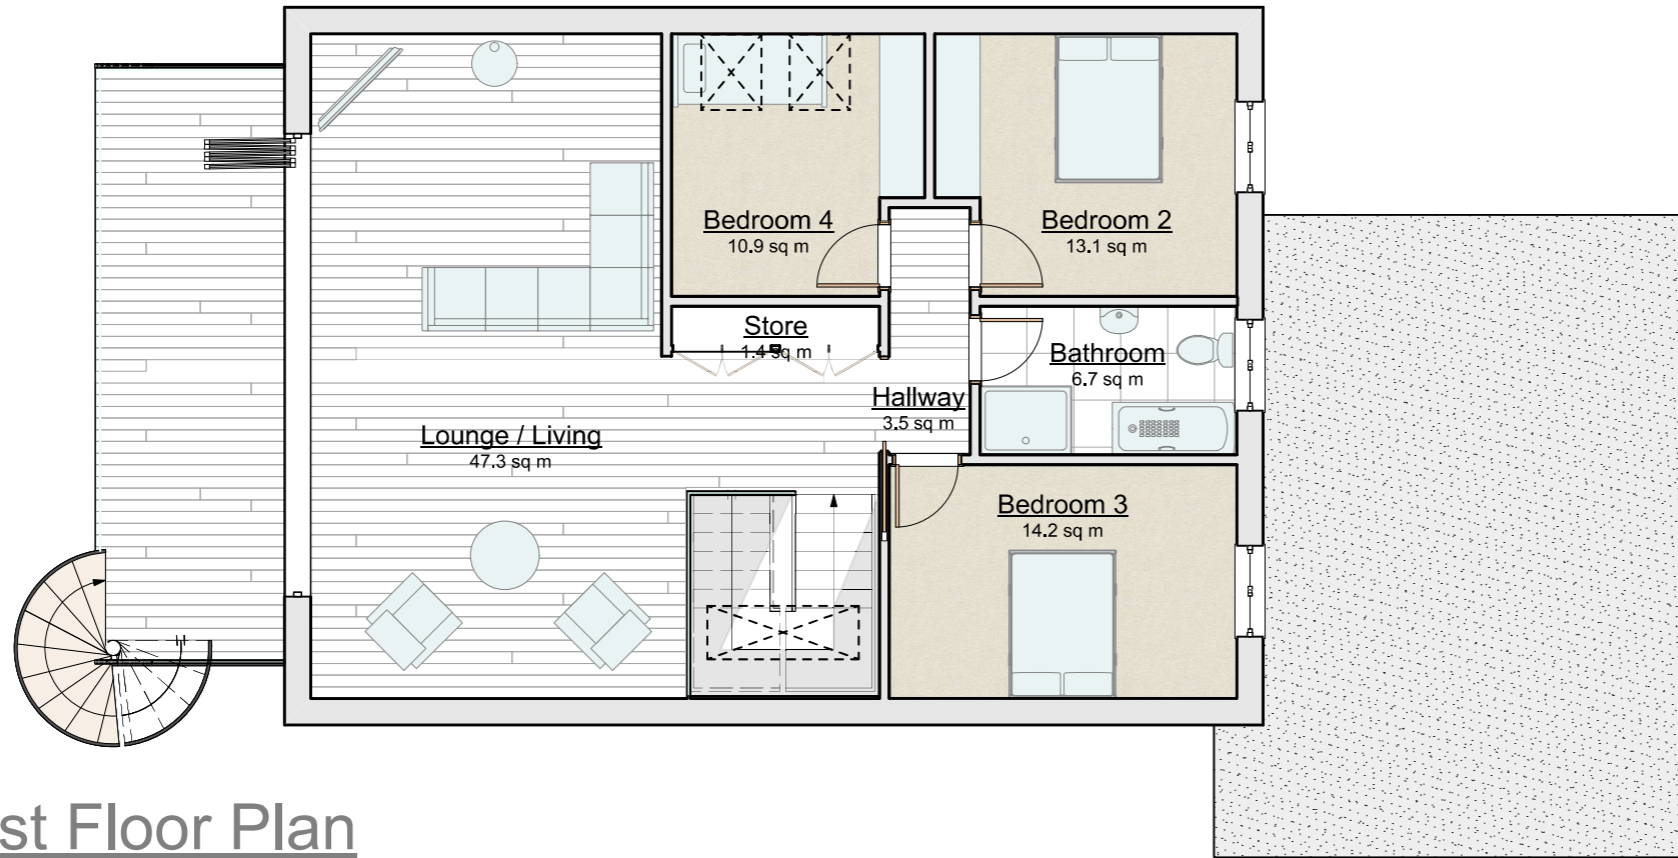 Bedroom 4
10.9 sq m
Bedroom 2
13.1 sq m
Store
1.4 sq m
Bathroom
6.7 sq m
Hallway
3.5 sq m
Lounge / Living
47.3 sq m
Bedroom 3
14.2 sq m
st Floor Plan